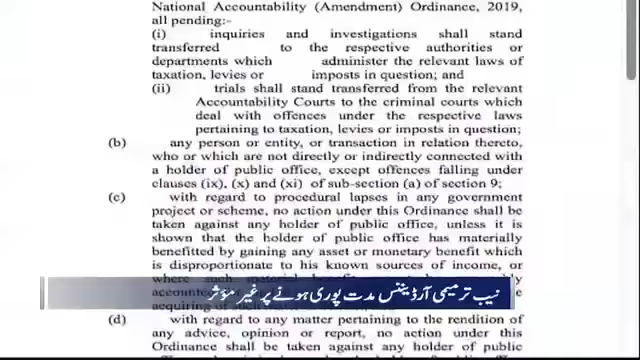 National Accountability (Amendment) Ordinance, 2019,
all pending:-
(i) inquiries and investigations shall stand
transferred to the respective authorities or
departments which administer the relevant laws of
taxation, levies or imposts in question; and
(ii) trials shall stand transferred from the relevant
Accountability Courts to the criminal courts which
deal with offences under the respective laws
pertaining to taxation, levies or imposts in question;
(b) any person or entity, or transaction in relation thereto,
who or which are not directly or indirectly connected with
a holder of public office, except offences falling under
clauses (ix), (x) and (xi) of sub-section (a) of section 9;
(c) with regard to procedural lapses in any government
project or scheme, no action under this Ordinance shall be
taken against any holder of public office, unless it is
shown that the holder of public office has materially
benefitted by gaining any asset or monetary benefit which
is disproportionate to his known sources of income, or
where such material
نیب ترمیمی آرڈیننس مدت پوری ہونے پر غیر مؤثر
acquiring of
(d) with regard to any matter pertaining to the rendition of
any advice, opinion or report, no action under this
Ordinance shall be taken against any holder of public